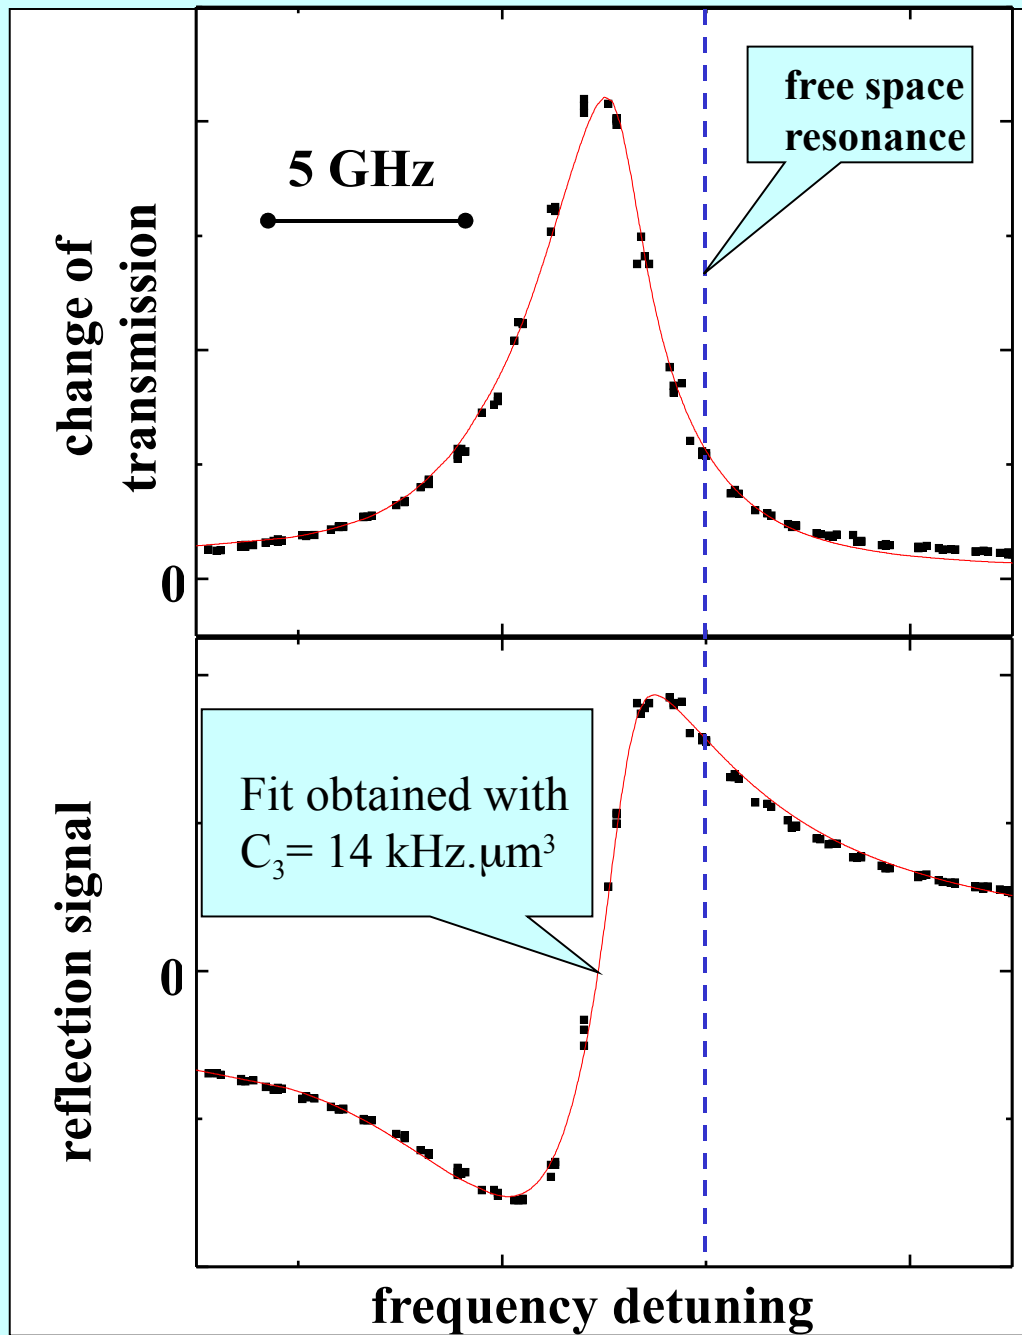 free space
resonance
5 GHz
change of
transmission
0
Fit obtained with
C₃= 14 kHz.μm³
reflection signal
0
frequency detuning